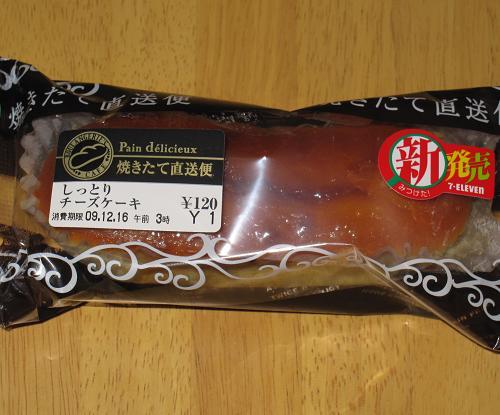 焼きたて直送便
焼きたて直送便
BOULANGERIE
CAFE
Pain délicieux
焼きたて直送便
しっとり
チーズケーキ
¥120
消費期限 09.12.16 午前 3時
Y 1
新発売
みつけた!
7-ELEVEN